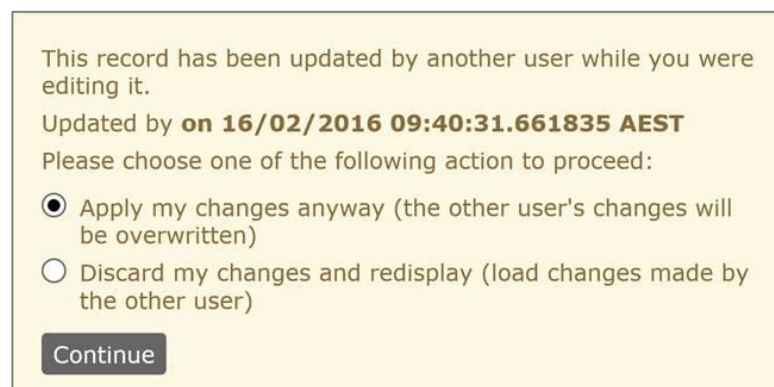 This record has been updated by another user while you were
editing it.
Updated by on 16/02/2016 09:40:31.661835 AEST
Please choose one of the following action to proceed:
Apply my changes anyway (the other user's changes will
be overwritten)
Discard my changes and redisplay (load changes made by
the other user)
Continue